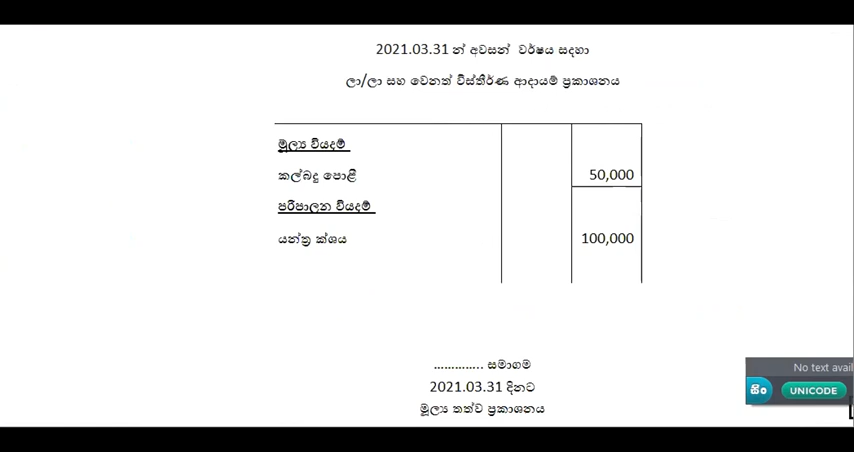 2021.03.31 න් අවසන් වර්ෂය සඳහා
ලා/ලා සහ වෙනත් විස්තීර්ණ ආදායම් ප්‍රකාශනය
මූල්‍ය වියදම්
කල්බදු පොළී 50,000
පරිපාලන වියදම්
යන්ත්‍ර ක්ශය 100,000
.............. සමාගම
2021.03.31 දිනට
මූල්‍ය තත්ව ප්‍රකාශනය
No text avail
සිං UNICODE